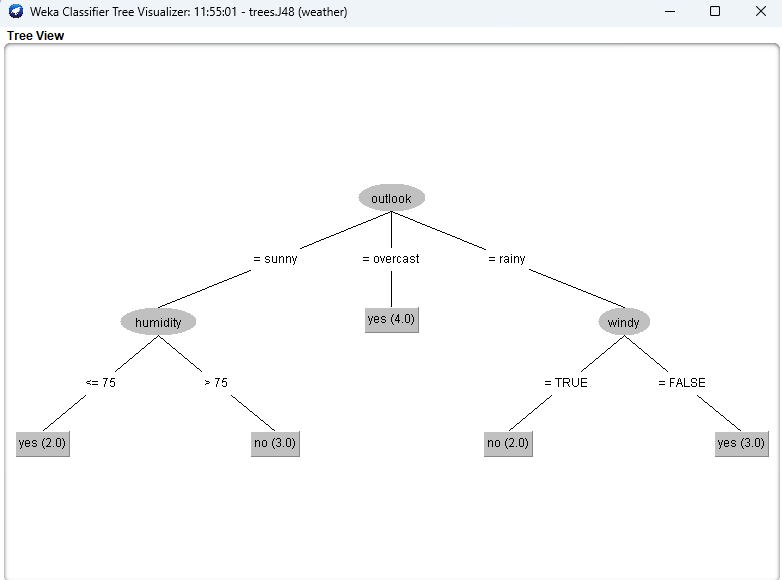 Weka Classifier Tree Visualizer: 11:55:01 - trees.J48 (weather)
Tree View
outlook
= sunny
= overcast
= rainy
humidity
yes (4.0)
windy
<= 75
> 75
= TRUE
= FALSE
yes (2.0)
no (3.0)
no (2.0)
yes (3.0)